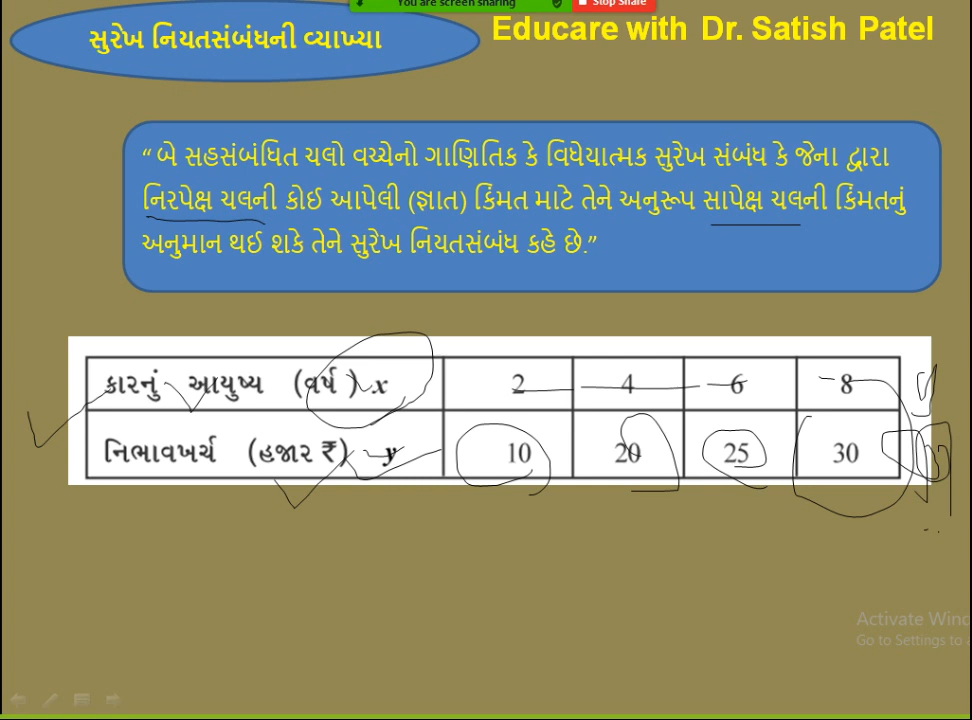 You are screen sharing
Stop Share
સુરેખ નિયતસંબંધની વ્યાખ્યા
Educare with Dr. Satish Patel
“ બે સહસંબંધિત ચલો વચ્ચેનો ગાણિતિક કે વિધેયાત્મક સુરેખ સંબંધ કે જેના દ્વારા
નિરપેક્ષ ચલની કોઈ આપેલી (જ્ઞાત) કિંમત માટે તેને અનુરૂપ સાપેક્ષ ચલની કિંમતનું
અનુમાન થઈ શકે તેને સુરેખ નિયતસંબંધ કહે છે.”
કારનું આયુષ્ય (વર્ષ ) x 2 4 6 8
નિભાવખર્ચ (હજાર ₹) y 10 20 25 30
Activate Wind
Go to Settings to a